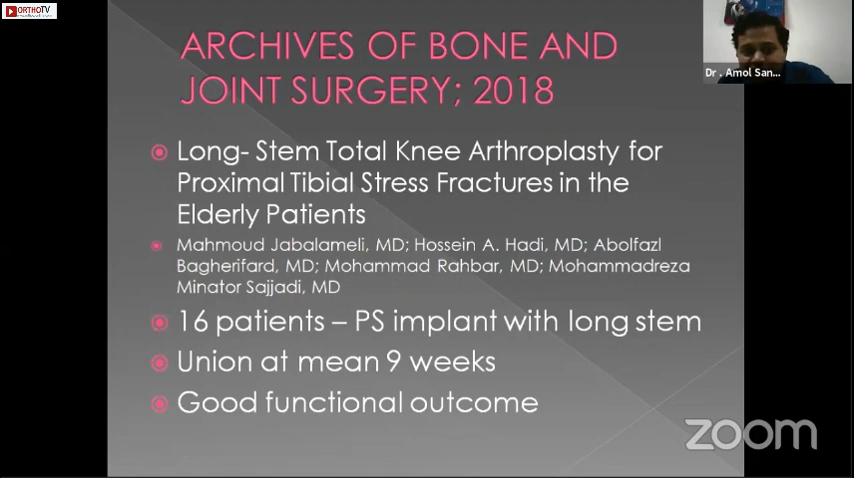 ORTHOTV
Dr . Amol San...
ARCHIVES OF BONE AND
JOINT SURGERY; 2018
Long- Stem Total Knee Arthroplasty for
Proximal Tibial Stress Fractures in the
Elderly Patients
Mahmoud Jabalameli, MD; Hossein A. Hadi, MD; Abolfazl
Bagherifard, MD; Mohammad Rahbar, MD; Mohammadreza
Minator Sajjadi, MD
16 patients – PS implant with long stem
Union at mean 9 weeks
Good functional outcome
zoom